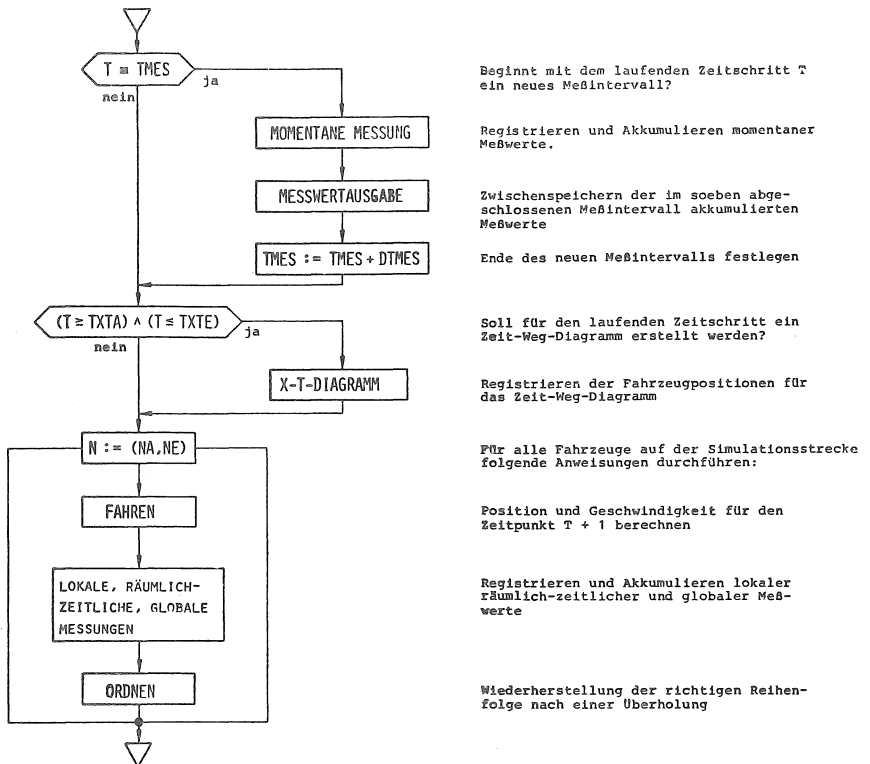 T = TMES
ja
nein
Beginnt mit dem laufenden Zeitschritt T
ein neues Meßintervall?
MOMENTANE MESSUNG
Registrieren und Akkumulieren momentaner
Meßwerte.
MESSWERTAUSGABE
Zwischenspeichern der im soeben abge-
schlossenen Meßintervall akkumulierten
Meßwerte
TMES := TMES + DTMES
Ende des neuen Meßintervalls festlegen
(T ≥ TXTA) ∧ (T ≤ TXTE)
ja
nein
Soll für den laufenden Zeitschritt ein
Zeit-Weg-Diagramm erstellt werden?
X-T-DIAGRAMM
Registrieren der Fahrzeugpositionen für
das Zeit-Weg-Diagramm
N := (NA,NE)
Für alle Fahrzeuge auf der Simulationsstrecke
folgende Anweisungen durchführen:
FAHREN
Position und Geschwindigkeit für den
Zeitpunkt T + 1 berechnen
LOKALE, RÄUMLICH-
ZEITLICHE, GLOBALE
MESSUNGEN
Registrieren und Akkumulieren lokaler
räumlich-zeitlicher und globaler Meß-
werte
ORDNEN
Wiederherstellung der richtigen Reihen-
folge nach einer Überholung